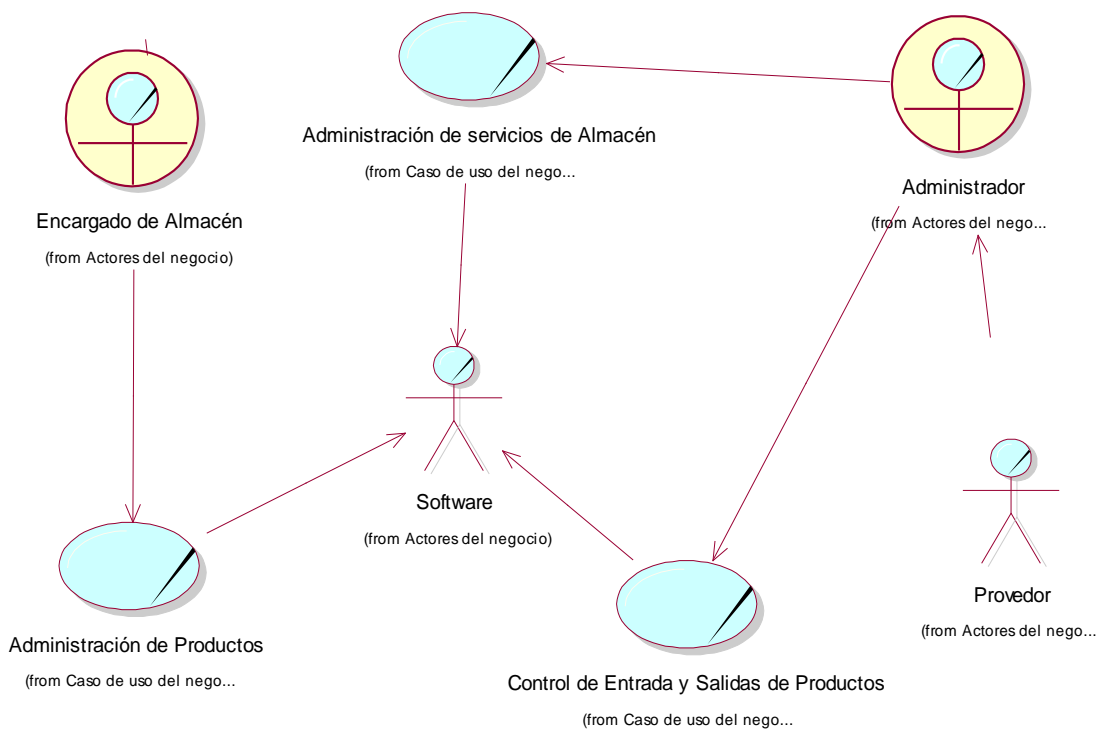 Administración de servicios de Almacén
(from Caso de uso del nego...
Administrador
(from Actores del nego...
Encargado de Almacén
(from Actores del negocio)
Software
(from Actores del negocio)
Provedor
(from Actores del nego...
Administración de Productos
(from Caso de uso del nego...
Control de Entrada y Salidas de Productos
(from Caso de uso del nego...